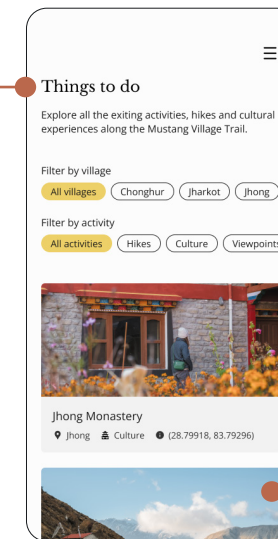 Things to do
Explore all the exiting activities, hikes and cultural
experiences along the Mustang Village Trail.
Filter by village
All villages Chonghur Jharkot Jhong
Filter by activity
All activities Hikes Culture Viewpoints
Jhong Monastery
Jhong Culture (28.79918, 83.79296)